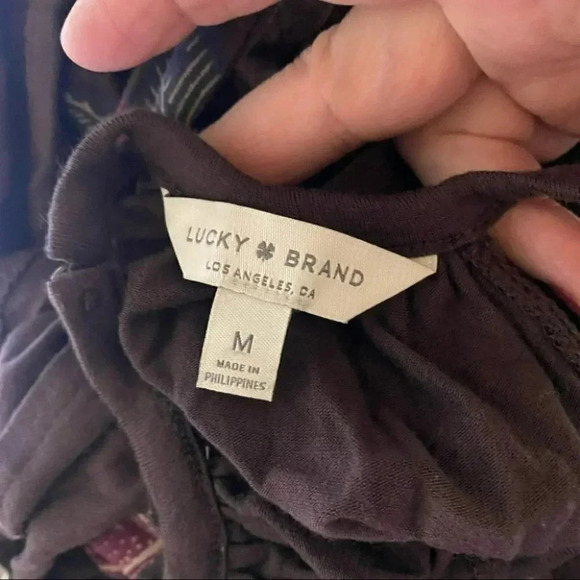 LUCKY BRAND
LOS ANGELES, CA
M
MADE IN
PHILIPPINES